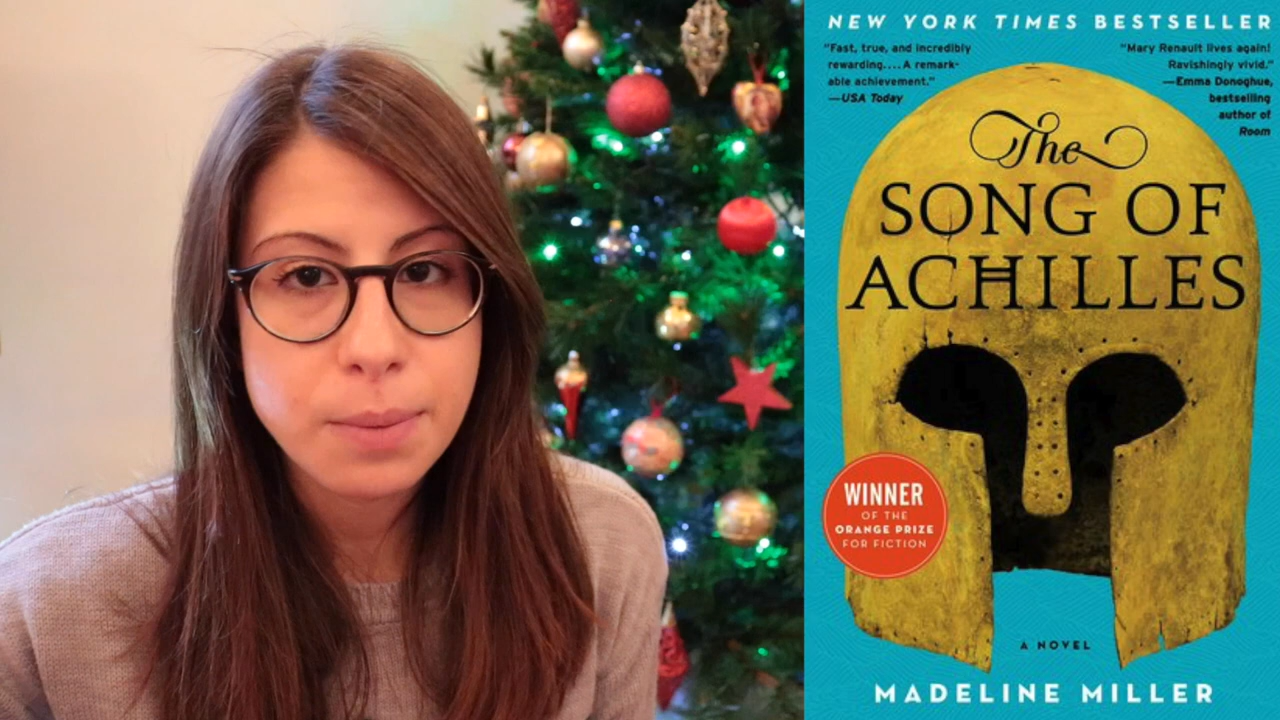 NEW YORK TIMES BESTSELLER
"Fast, true, and incredibly
rewarding.... A remark-
able achievement."
—USA Today
"Mary Renault lives again!
Ravishingly vivid."
—Emma Donoghue,
bestselling
author of
Room
The
SONG OF
ACHILLES
WINNER
OF THE
ORANGE PRIZE
FOR FICTION
A NOVEL
MADELINE MILLER